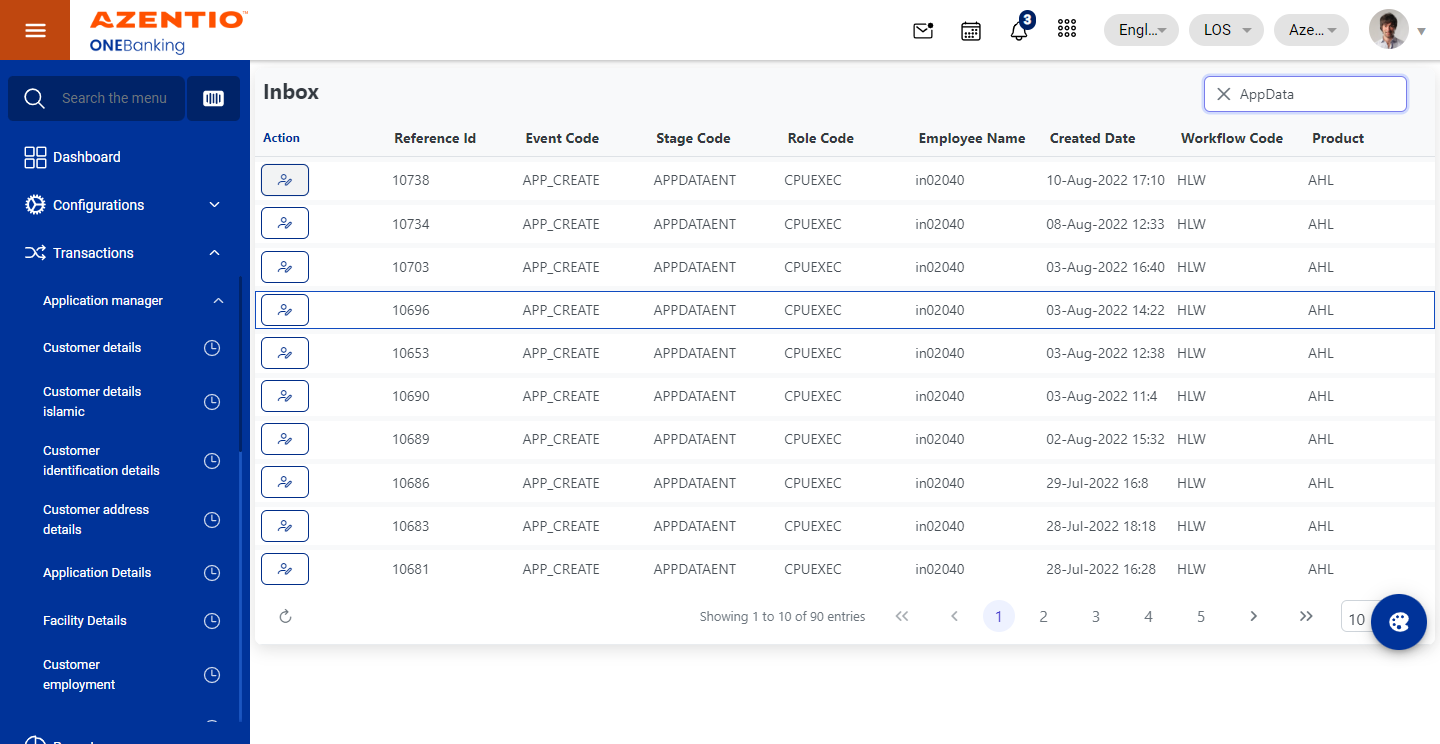 AZENTIO™
ONEBanking
3
Engl...
LOS
Aze...
Search the menu
Dashboard
Configurations
Transactions
Application manager
Customer details
Customer details
islamic
Customer
identification details
Customer address
details
Application Details
Facility Details
Customer
employment
Inbox
AppData
Action Reference Id Event Code Stage Code Role Code Employee Name Created Date Workflow Code Product
10738 APP_CREATE APPDATAENT CPUEXEC in02040 10-Aug-2022 17:10 HLW AHL
10734 APP_CREATE APPDATAENT CPUEXEC in02040 08-Aug-2022 12:33 HLW AHL
10703 APP_CREATE APPDATAENT CPUEXEC in02040 03-Aug-2022 16:40 HLW AHL
10696 APP_CREATE APPDATAENT CPUEXEC in02040 03-Aug-2022 14:22 HLW AHL
10653 APP_CREATE APPDATAENT CPUEXEC in02040 03-Aug-2022 12:38 HLW AHL
10690 APP_CREATE APPDATAENT CPUEXEC in02040 03-Aug-2022 11:4 HLW AHL
10689 APP_CREATE APPDATAENT CPUEXEC in02040 02-Aug-2022 15:32 HLW AHL
10686 APP_CREATE APPDATAENT CPUEXEC in02040 29-Jul-2022 16:8 HLW AHL
10683 APP_CREATE APPDATAENT CPUEXEC in02040 28-Jul-2022 18:18 HLW AHL
10681 APP_CREATE APPDATAENT CPUEXEC in02040 28-Jul-2022 16:28 HLW AHL
Showing 1 to 10 of 90 entries 1 2 3 4 5 10